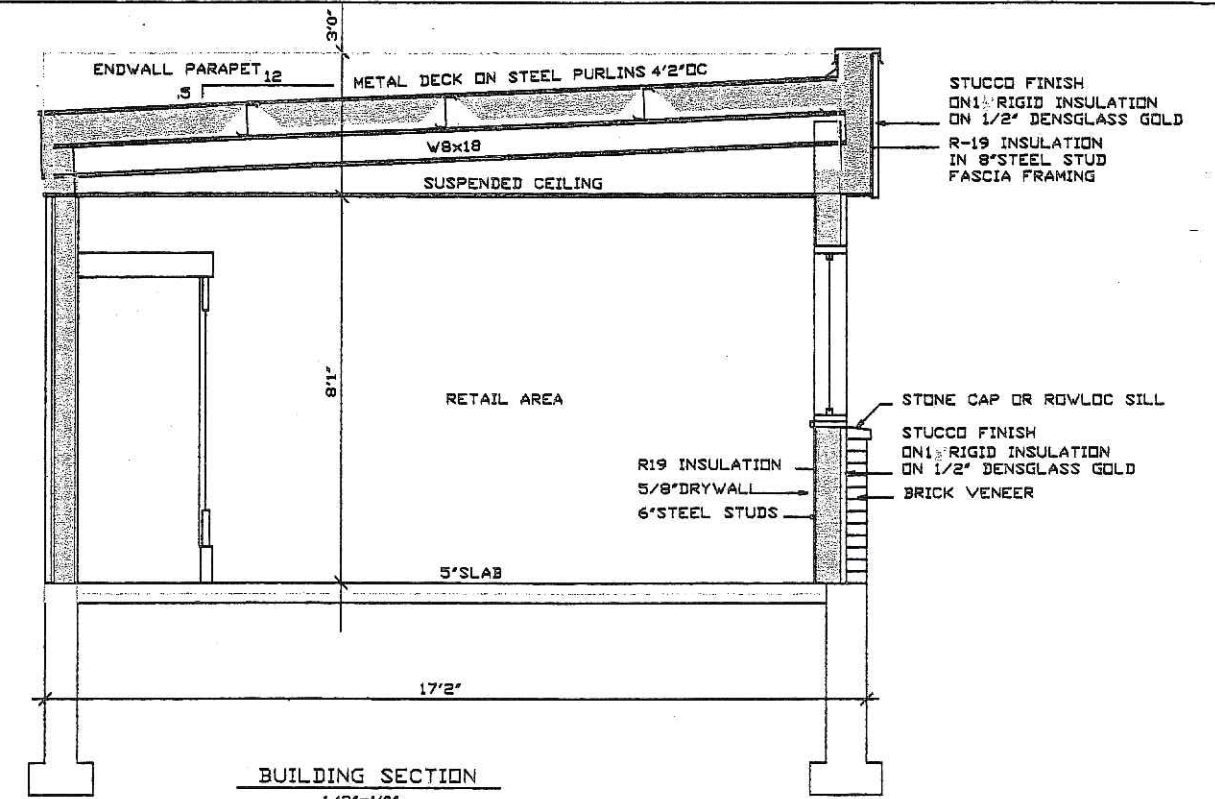 3'0"
ENDWALL PARAPET
12
.5
METAL DECK ON STEEL PURLINS 4'2"OC
STUCCO FINISH
ON1 RIGID INSULATION
ON 1/2" DENSGLASS GOLD
R-19 INSULATION
IN 8"STEEL STUD
FASCIA FRAMING
W8x18
SUSPENDED CEILING
8'1"
RETAIL AREA
STONE CAP OR ROWLOC SILL
STUCCO FINISH
ON1 RIGID INSULATION
ON 1/2" DENSGLASS GOLD
BRICK VENEER
R19 INSULATION
5/8"DRYWALL
6"STEEL STUDS
5"SLAB
17'2"
BUILDING SECTION